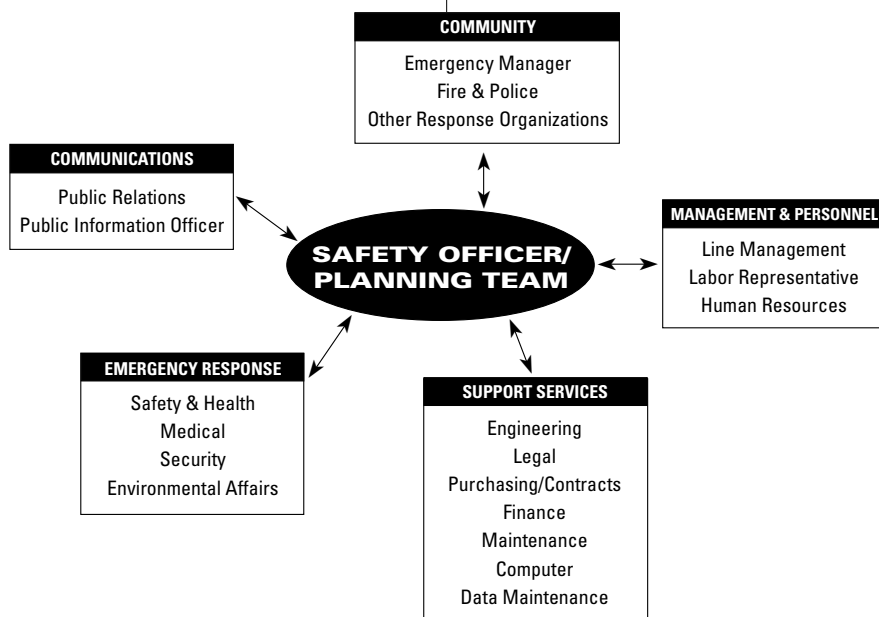 COMMUNITY
Emergency Manager
Fire & Police
Other Response Organizations
COMMUNICATIONS
Public Relations
Public Information Officer
SAFETY OFFICER/
PLANNING TEAM
MANAGEMENT & PERSONNEL
Line Management
Labor Representative
Human Resources
EMERGENCY RESPONSE
Safety & Health
Medical
Security
Environmental Affairs
SUPPORT SERVICES
Engineering
Legal
Purchasing/Contracts
Finance
Maintenance
Computer
Data Maintenance